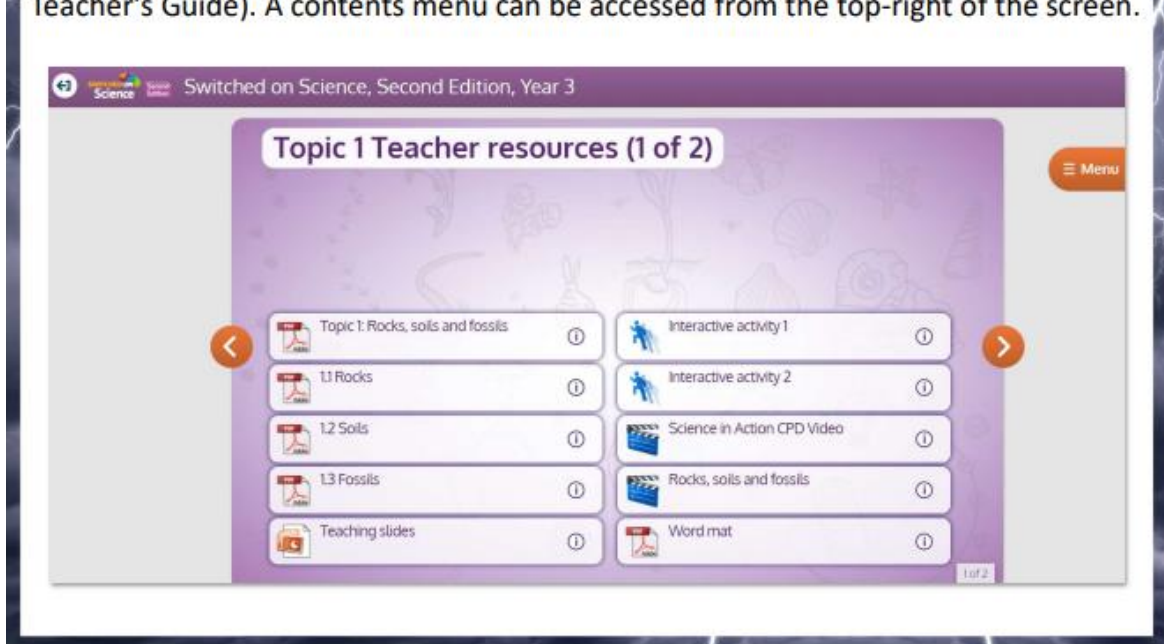 Teacher's Guide). A contents menu can be accessed from the top-right of the screen.
Science
Switched on Science, Second Edition, Year 3
Topic 1 Teacher resources (1 of 2)
Menu
Topic 1: Rocks, soils and fossils
1.1 Rocks
1.2 Soils
1.3 Fossils
Teaching slides
Interactive activity 1
Interactive activity 2
Science in Action CPD Video
Rocks, soils and fossils
Word mat
1 of 2